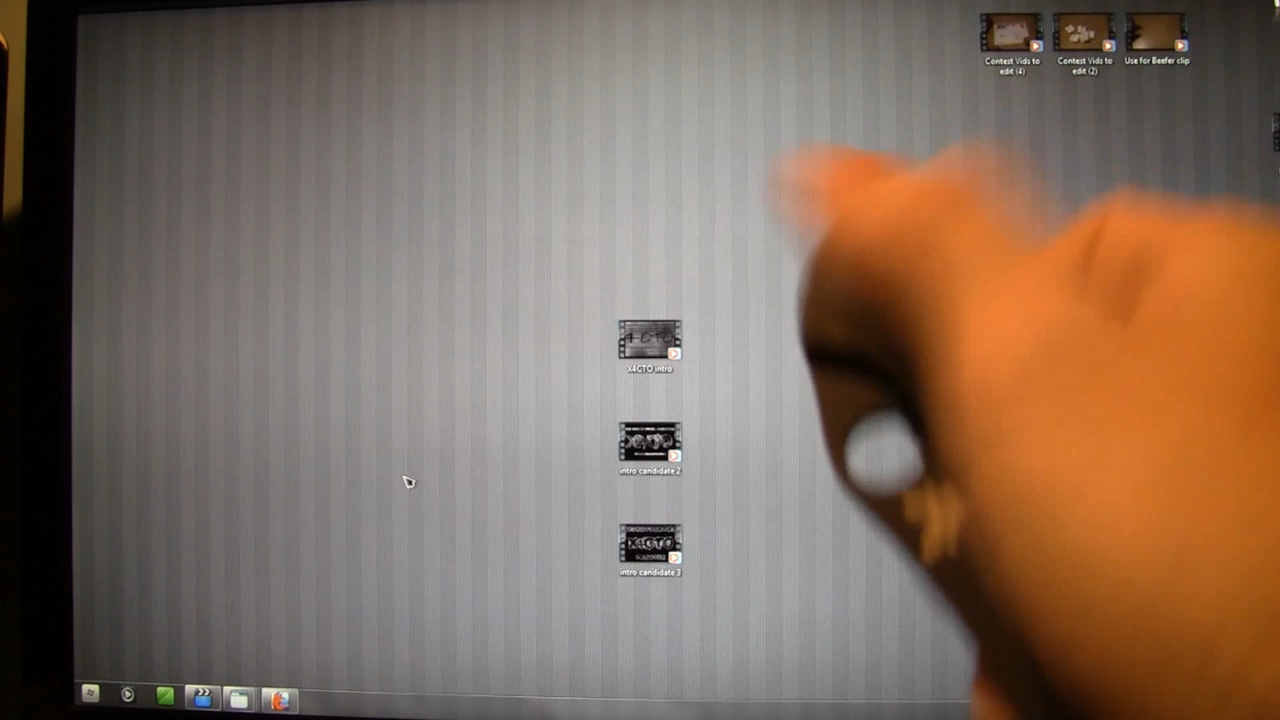 Contest Vids to
edit (4)
Contest Vids to
edit (2)
Use for Beefer clip
X4CTO intro
intro candidate 2
X4CTO
intro candidate 3